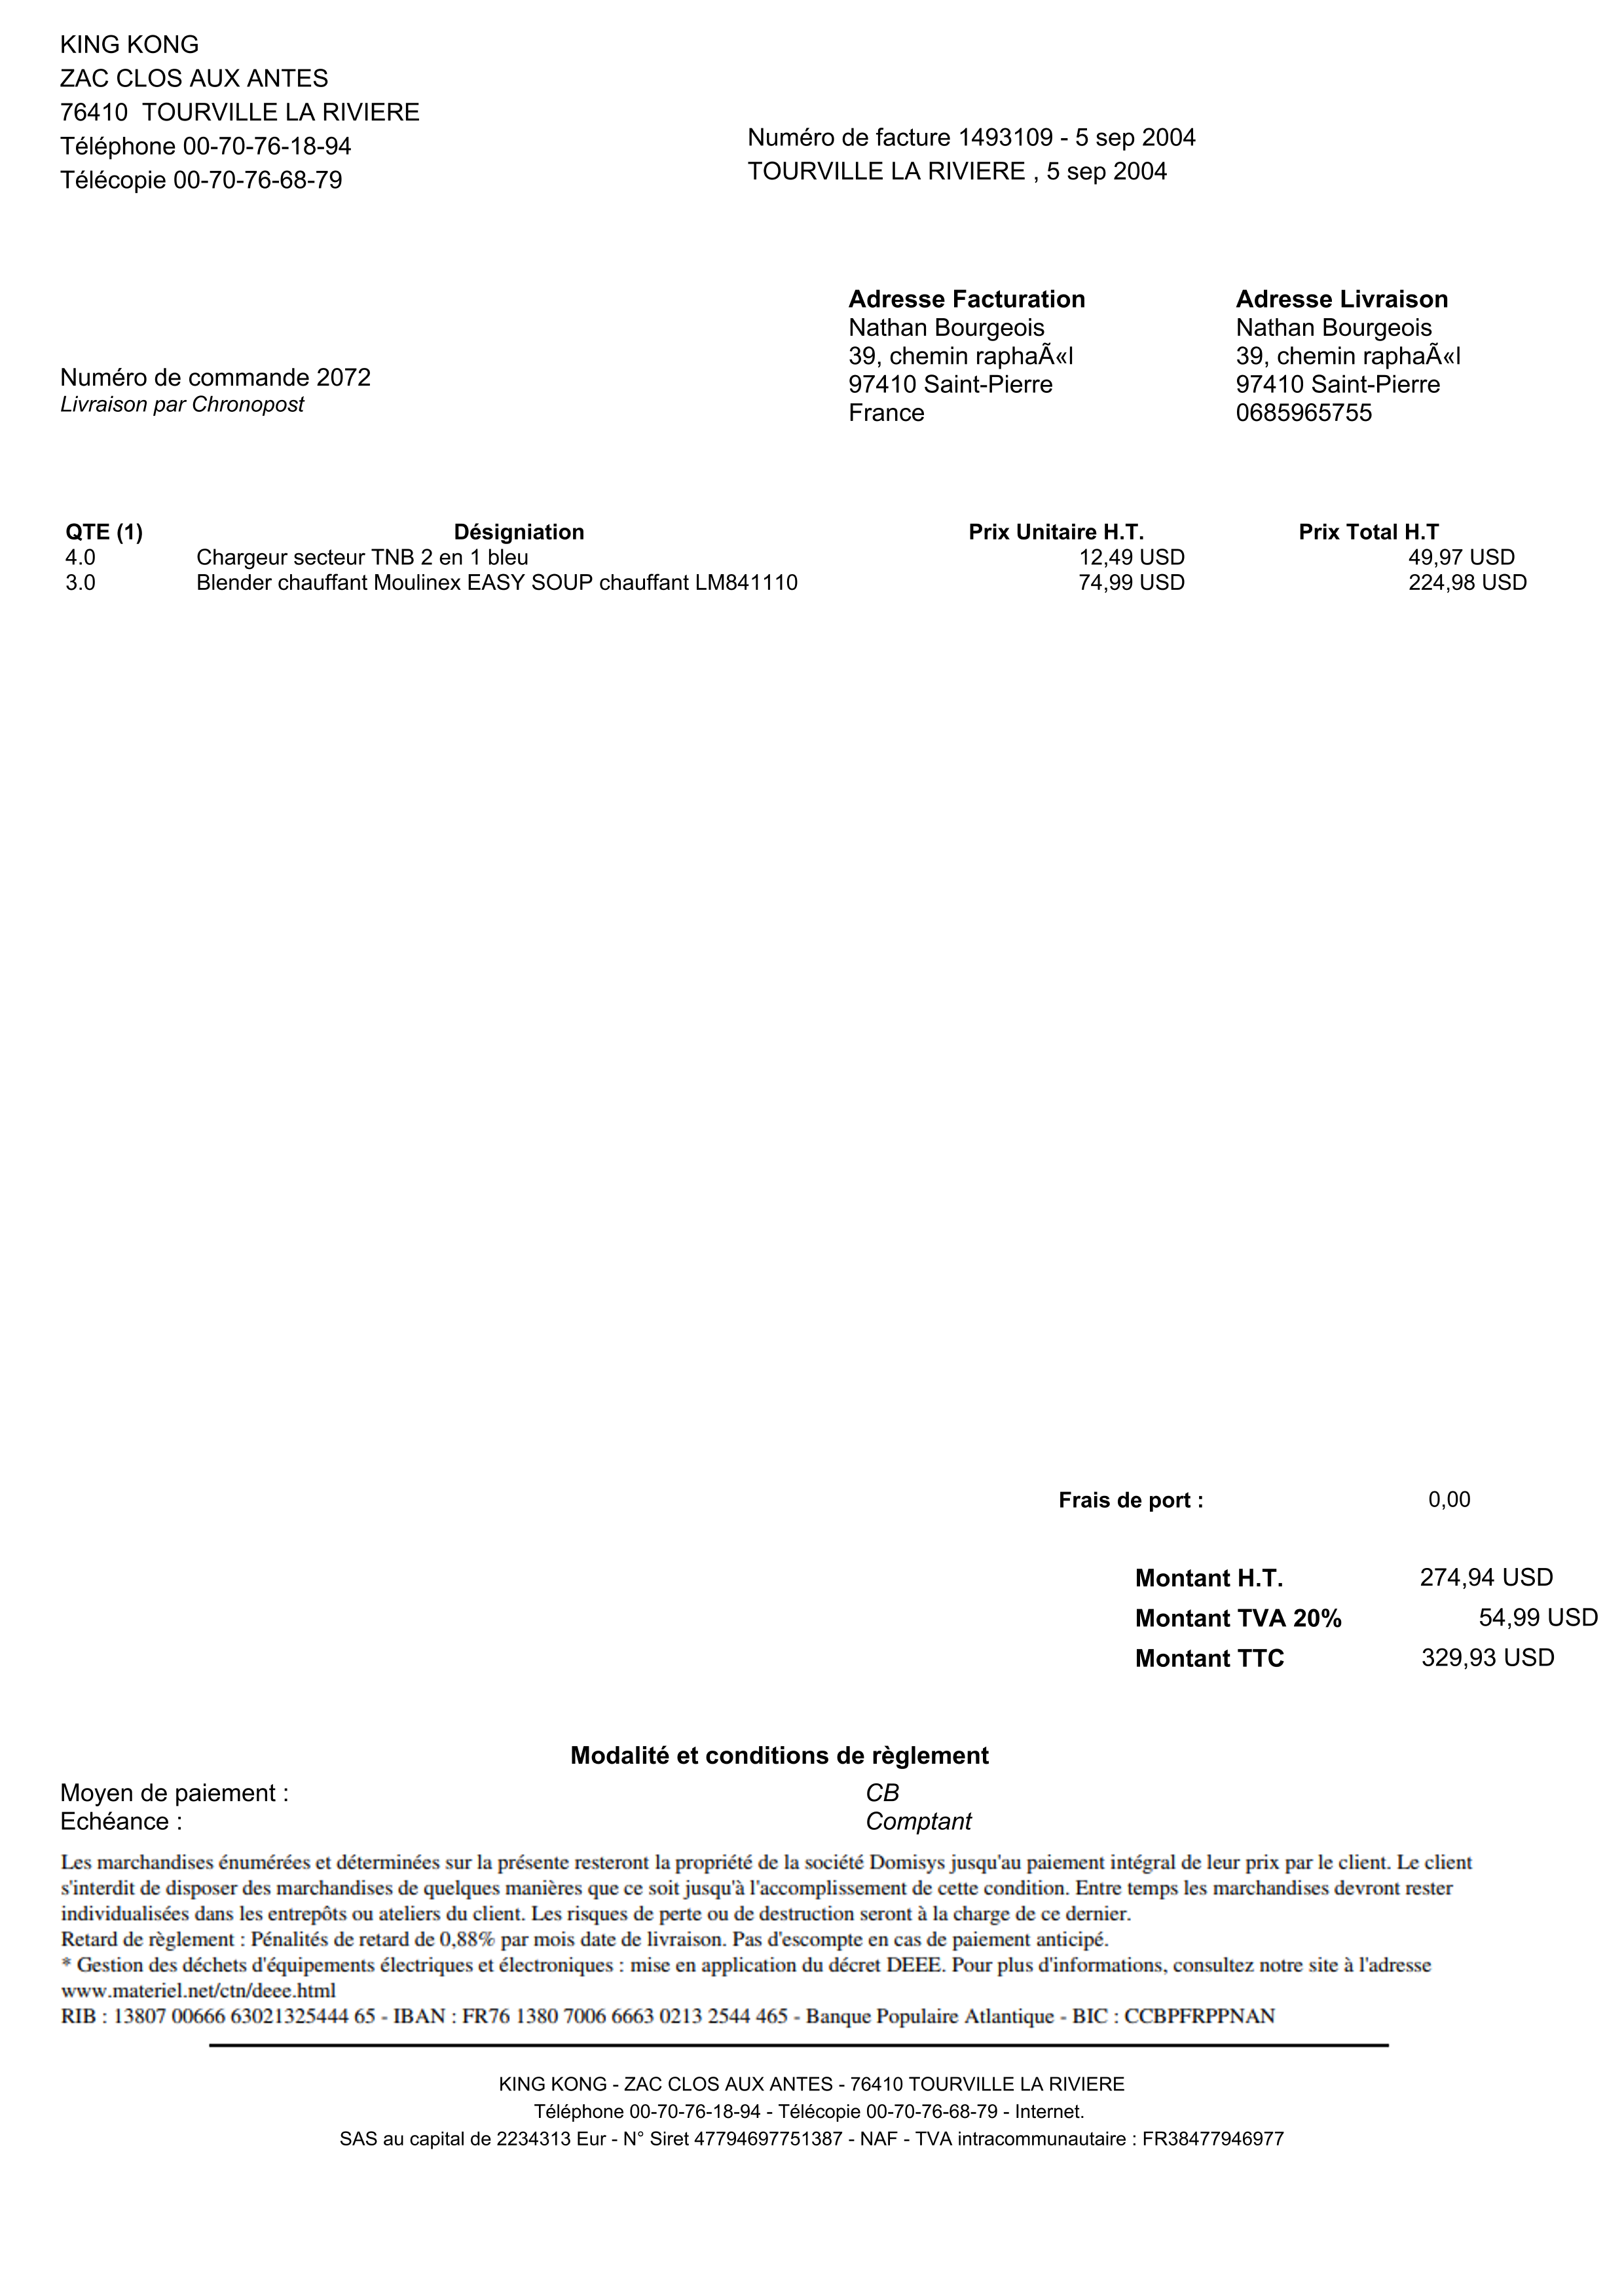 KING KONG
ZAC CLOS AUX ANTES
76410 TOURVILLE LA RIVIERE
Téléphone 00-70-76-18-94
Télécopie 00-70-76-68-79
Numéro de facture 1493109 - 5 sep 2004
TOURVILLE LA RIVIERE , 5 sep 2004
Numéro de commande 2072
Livraison par Chronopost
Adresse Facturation
Nathan Bourgeois
39, chemin raphaÃ«l
97410 Saint-Pierre
France
Adresse Livraison
Nathan Bourgeois
39, chemin raphaÃ«l
97410 Saint-Pierre
0685965755
QTE (1) Désigniation Prix Unitaire H.T. Prix Total H.T
4.0 Chargeur secteur TNB 2 en 1 bleu 12,49 USD 49,97 USD
3.0 Blender chauffant Moulinex EASY SOUP chauffant LM841110 74,99 USD 224,98 USD
Frais de port : 0,00
Montant H.T. 274,94 USD
Montant TVA 20% 54,99 USD
Montant TTC 329,93 USD
Modalité et conditions de règlement
Moyen de paiement : CB
Echéance : Comptant
Les marchandises énumérées et déterminées sur la présente resteront la propriété de la société Domisys jusqu'au paiement intégral de leur prix par le client. Le client
s'interdit de disposer des marchandises de quelques manières que ce soit jusqu'à l'accomplissement de cette condition. Entre temps les marchandises devront rester
individualisées dans les entrepôts ou ateliers du client. Les risques de perte ou de destruction seront à la charge de ce dernier.
Retard de règlement : Pénalités de retard de 0,88% par mois date de livraison. Pas d'escompte en cas de paiement anticipé.
* Gestion des déchets d'équipements électriques et électroniques : mise en application du décret DEEE. Pour plus d'informations, consultez notre site à l'adresse
www.materiel.net/ctn/deee.html
RIB : 13807 00666 63021325444 65 - IBAN : FR76 1380 7006 6663 0213 2544 465 - Banque Populaire Atlantique - BIC : CCBPFRPPNAN
KING KONG - ZAC CLOS AUX ANTES - 76410 TOURVILLE LA RIVIERE
Téléphone 00-70-76-18-94 - Télécopie 00-70-76-68-79 - Internet.
SAS au capital de 2234313 Eur - N° Siret 47794697751387 - NAF - TVA intracommunautaire : FR38477946977